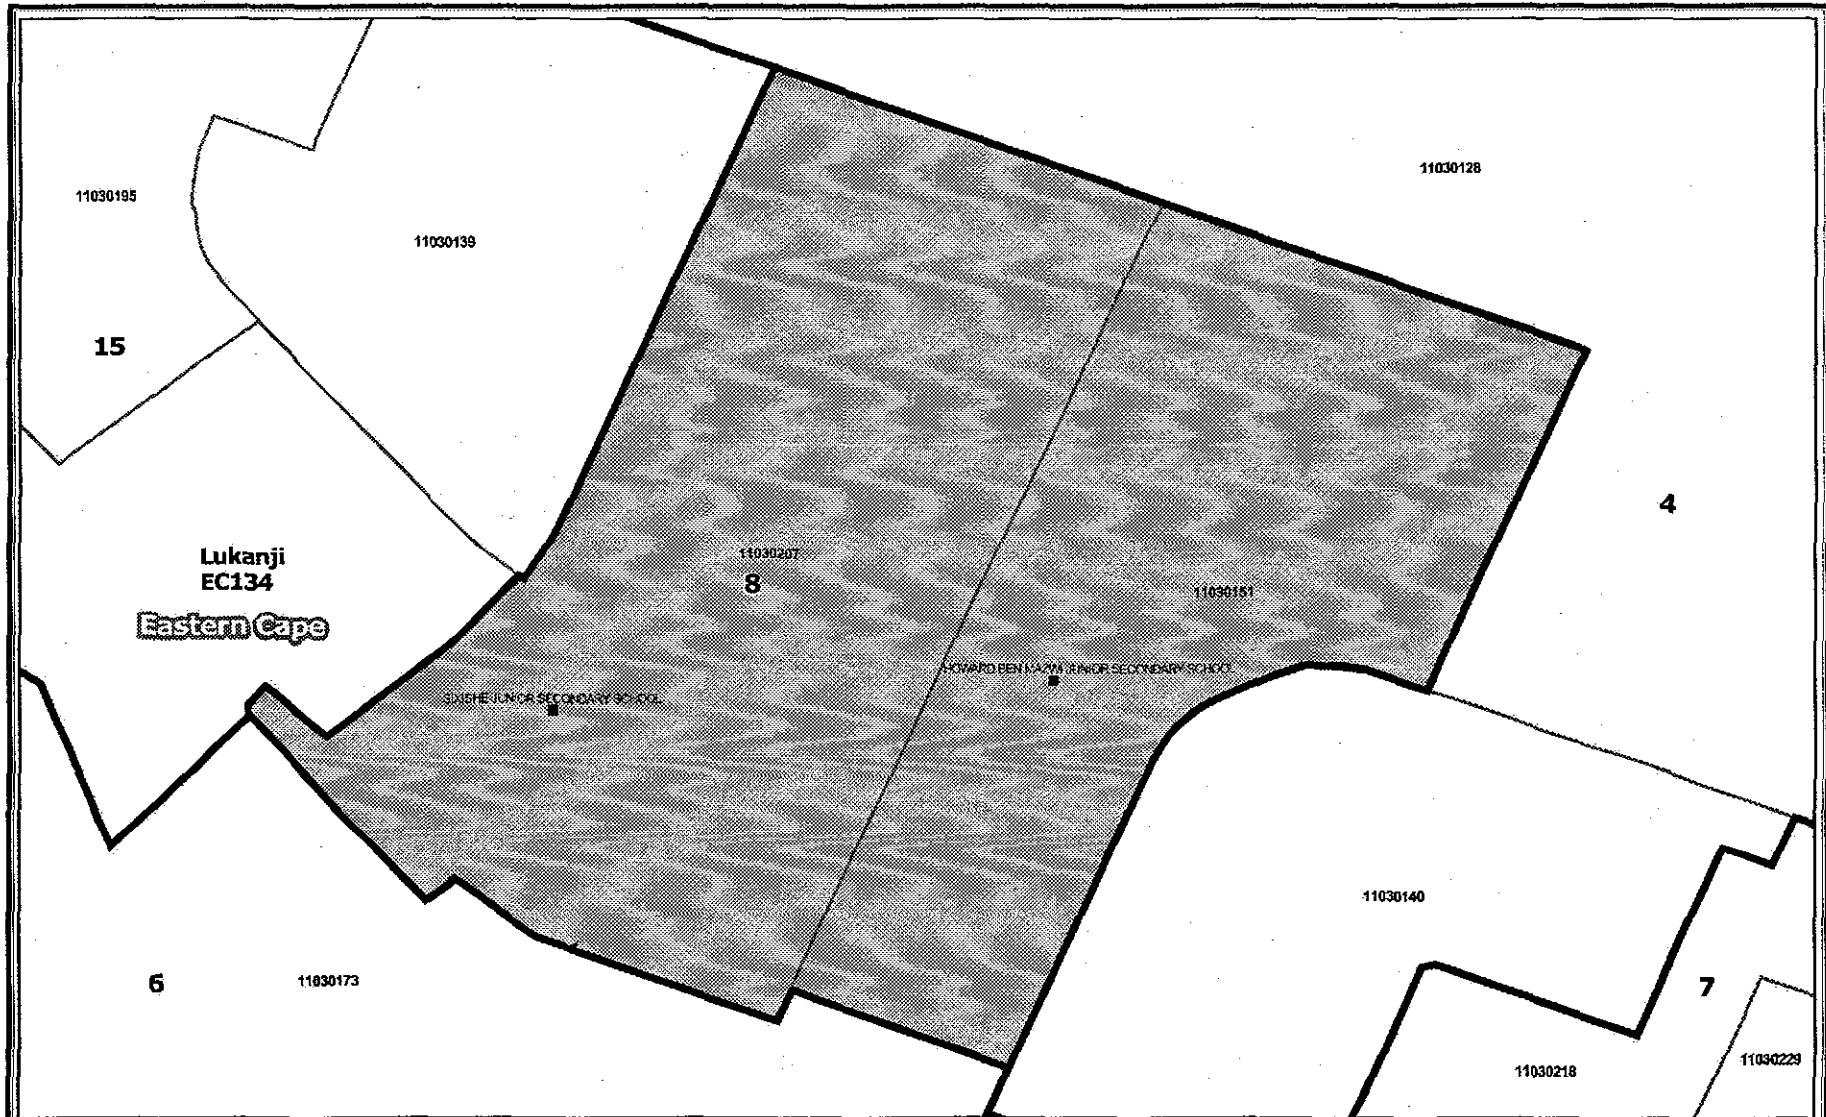 11030128
11030195
11030139
15
4
Lukanji
EC134
Eastern Cape
11030207
8
11030151
HOWARD BEN MAZWI JUNIOR SECONDARY SCHOOL
SIXISHE JUNIOR SECONDARY SCHOOL
11030140
6
11030173
7
11030229
11030218